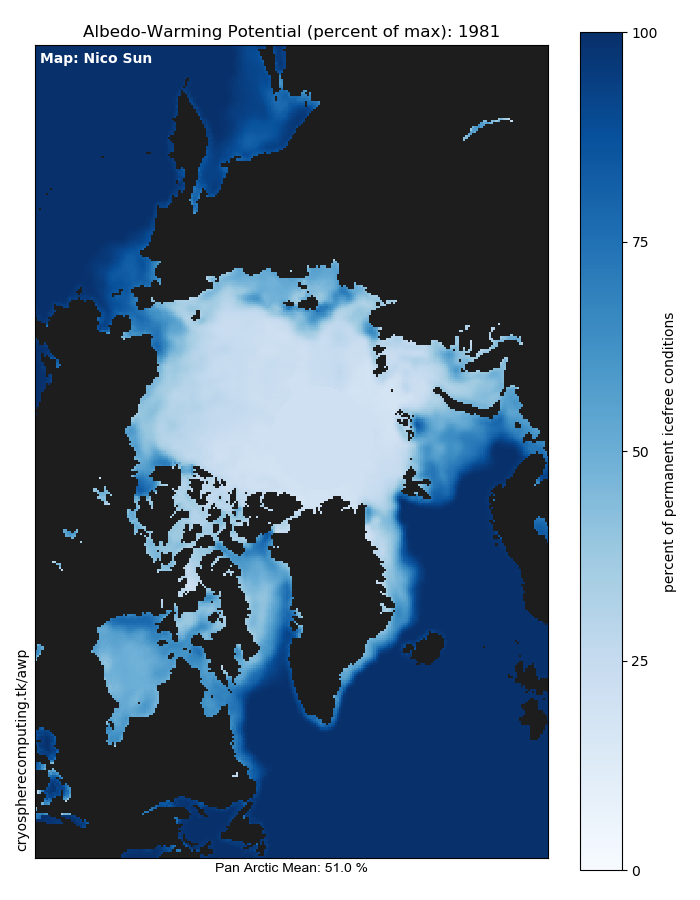 Albedo-Warming Potential (percent of max): 1981
Map: Nico Sun
100
75
50
25
0
percent of permanent icefree conditions
cryospherecomputing.tk/awp
Pan Arctic Mean: 51.0 %